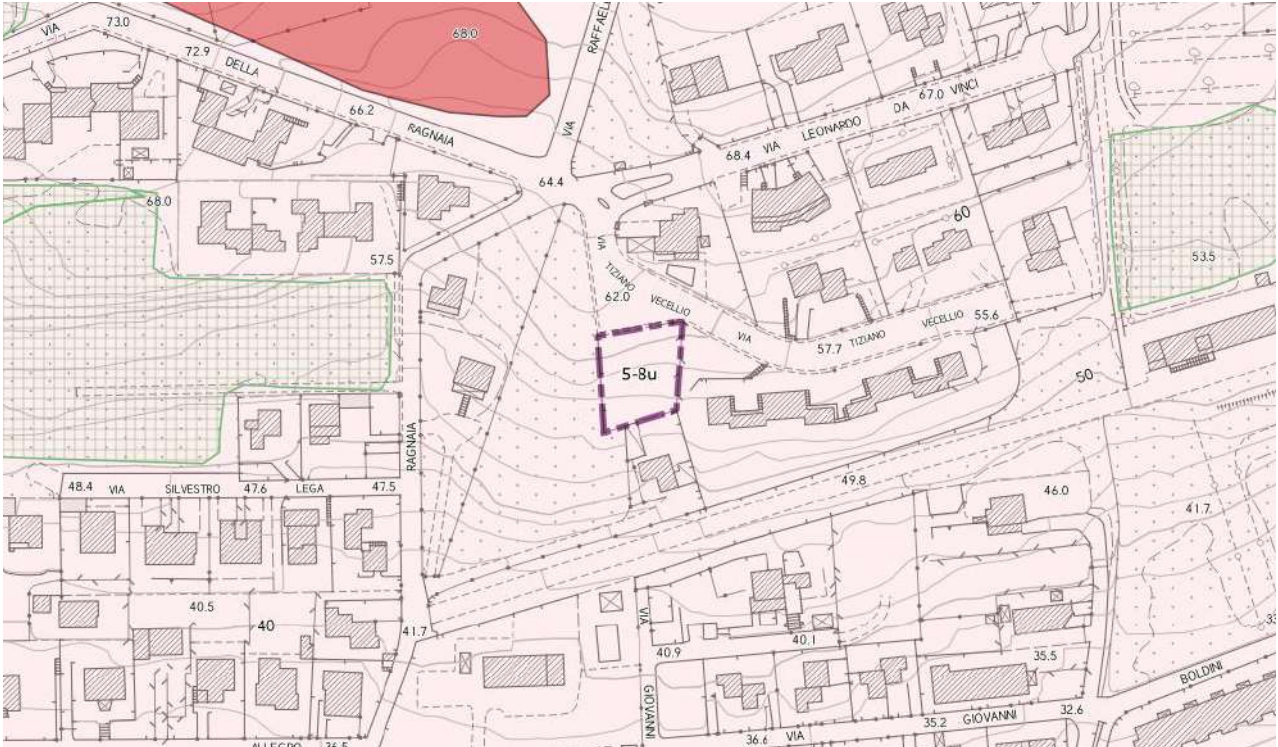 VIA
73.0
72.9
DELLA
68.0
RAFFAEL
66.2
RAGNAIA
VIA
67.0
DA VINCI
LEONARDO
VIA
68.4
64.4
68.0
60
57.5
53.5
VIA
TIZIANO
VECELLIO
62.0
VIA
57.7
TIZIANO
VECELLIO
55.6
5-8u
50
RAGNAIA
48.4
VIA
SILVESTRO
47.6
LEGA
47.5
49.8
46.0
41.7
40.5
40
41.7
VIA
40.9
40.1
35.5
GIOVANNI
BOLDINI
32.6
GIOVANNI
35.2
VIA
36.6
ALLEGRO
36.5